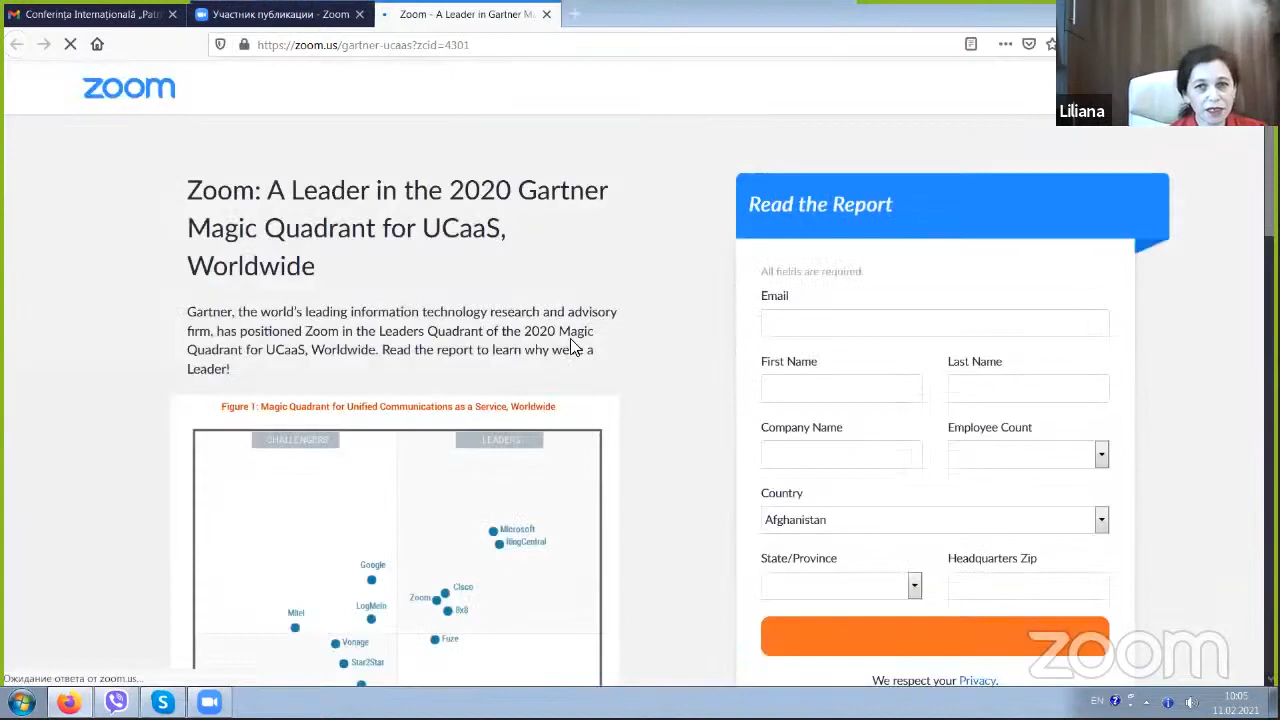 Conferința Internațională „Patri
Участник публикации - Zoom
Zoom - A Leader in Gartner Ma
https://zoom.us/gartner-ucaas?zcid=4301
zoom
Liliana
Zoom: A Leader in the 2020 Gartner
Magic Quadrant for UCaaS,
Worldwide
Gartner, the world's leading information technology research and advisory
firm, has positioned Zoom in the Leaders Quadrant of the 2020 Magic
Quadrant for UCaaS, Worldwide. Read the report to learn why we're a
Leader!
Figure 1: Magic Quadrant for Unified Communications as a Service, Worldwide
CHALLENGERS
LEADERS
Microsoft
RingCentral
Google
Cisco
Zoom
LogMeIn
8x8
Mitel
Fuze
Vonage
Star2Star
Read the Report
All fields are required.
Email
First Name
Last Name
Company Name
Employee Count
Country
Afghanistan
State/Province
Headquarters Zip
zoom
We respect your Privacy.
Ожидание ответа от zoom.us...
EN
10:05
11.02.2021